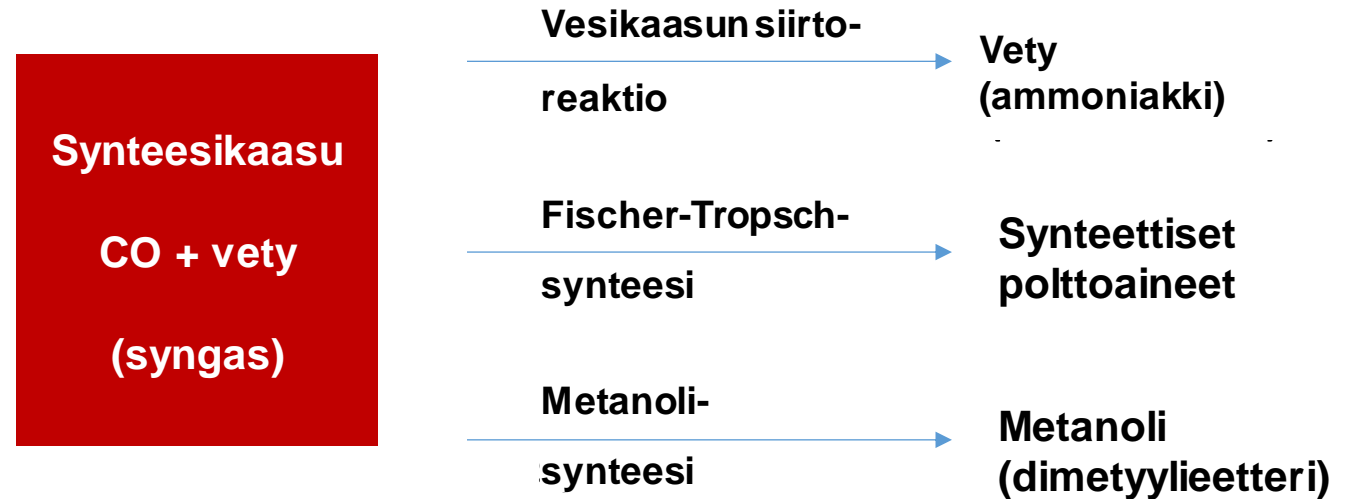 Synteesikaasu
CO + vety
(syngas)
Vesikaasun siirto-
reaktio
Vety
(ammoniakki)
Fischer-Tropsch-
synteesi
Synteettiset
polttoaineet
Metanoli-
synteesi
Metanoli
(dimetyylieetteri)